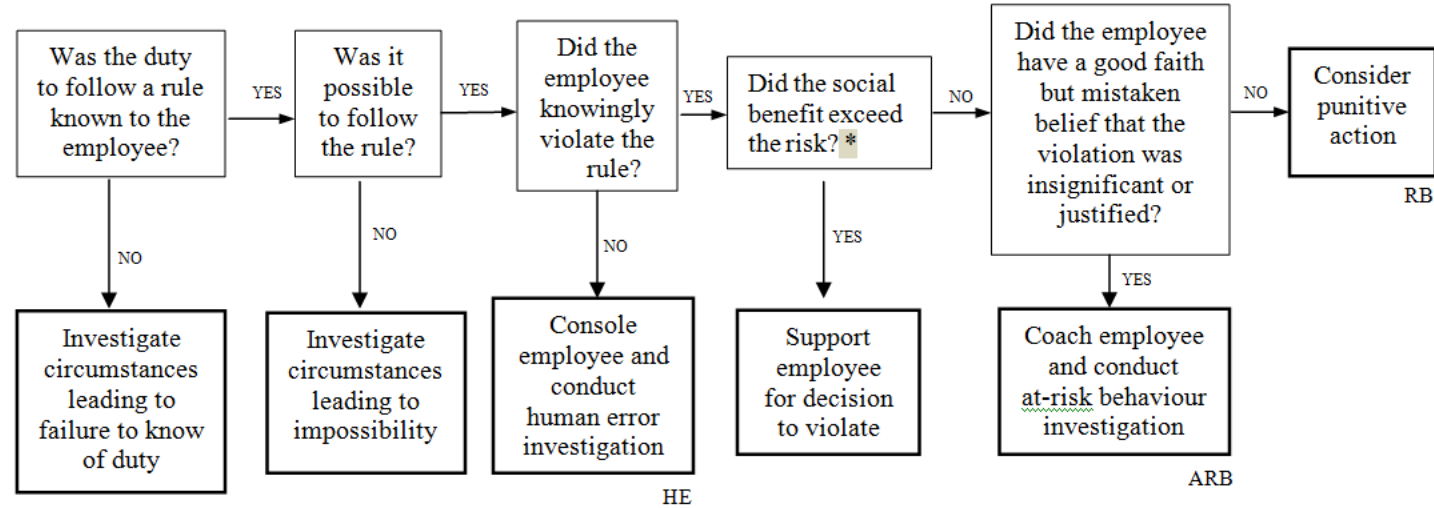 Was the duty
to follow a rule
known to the
employee?
YES
NO
Was it
possible
to follow
the rule?
YES
NO
Did the
employee
knowingly
violate the
rule?
YES
NO
Did the social
benefit exceed
the risk? *
NO
YES
Did the employee
have a good faith
but mistaken
belief that the
violation was
insignificant or
justified?
NO
YES
Consider
punitive
action
RB
Investigate
circumstances
leading to
failure to know
of duty
Investigate
circumstances
leading to
impossibility
Console
employee and
conduct
human error
investigation
HE
Support
employee
for decision
to violate
Coach employee
and conduct
at-risk behaviour
investigation
ARB